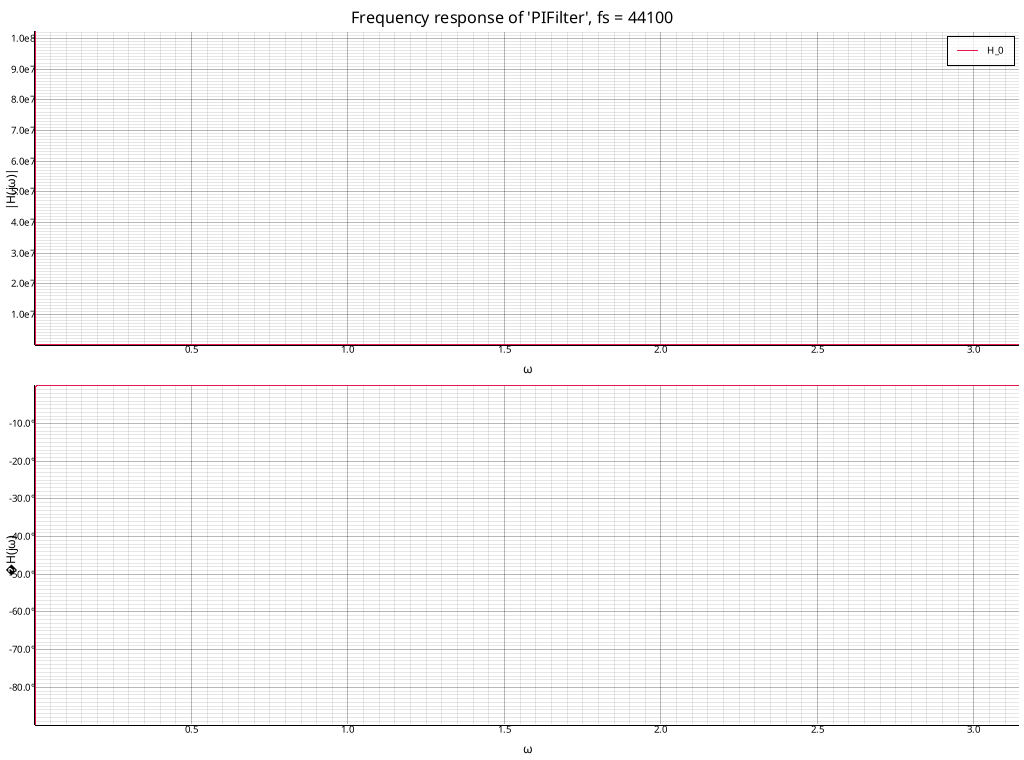 Frequency response of 'PIFilter', fs = 44100
H_0
1.0e8
9.0e7
8.0e7
7.0e7
6.0e7
5.0e7
4.0e7
3.0e7
2.0e7
1.0e7
|H(jω)|
0.5 1.0 1.5 2.0 2.5 3.0
ω
-10.0°
-20.0°
-30.0°
-40.0°
-50.0°
-60.0°
-70.0°
-80.0°
�H(jω)
0.5 1.0 1.5 2.0 2.5 3.0
ω